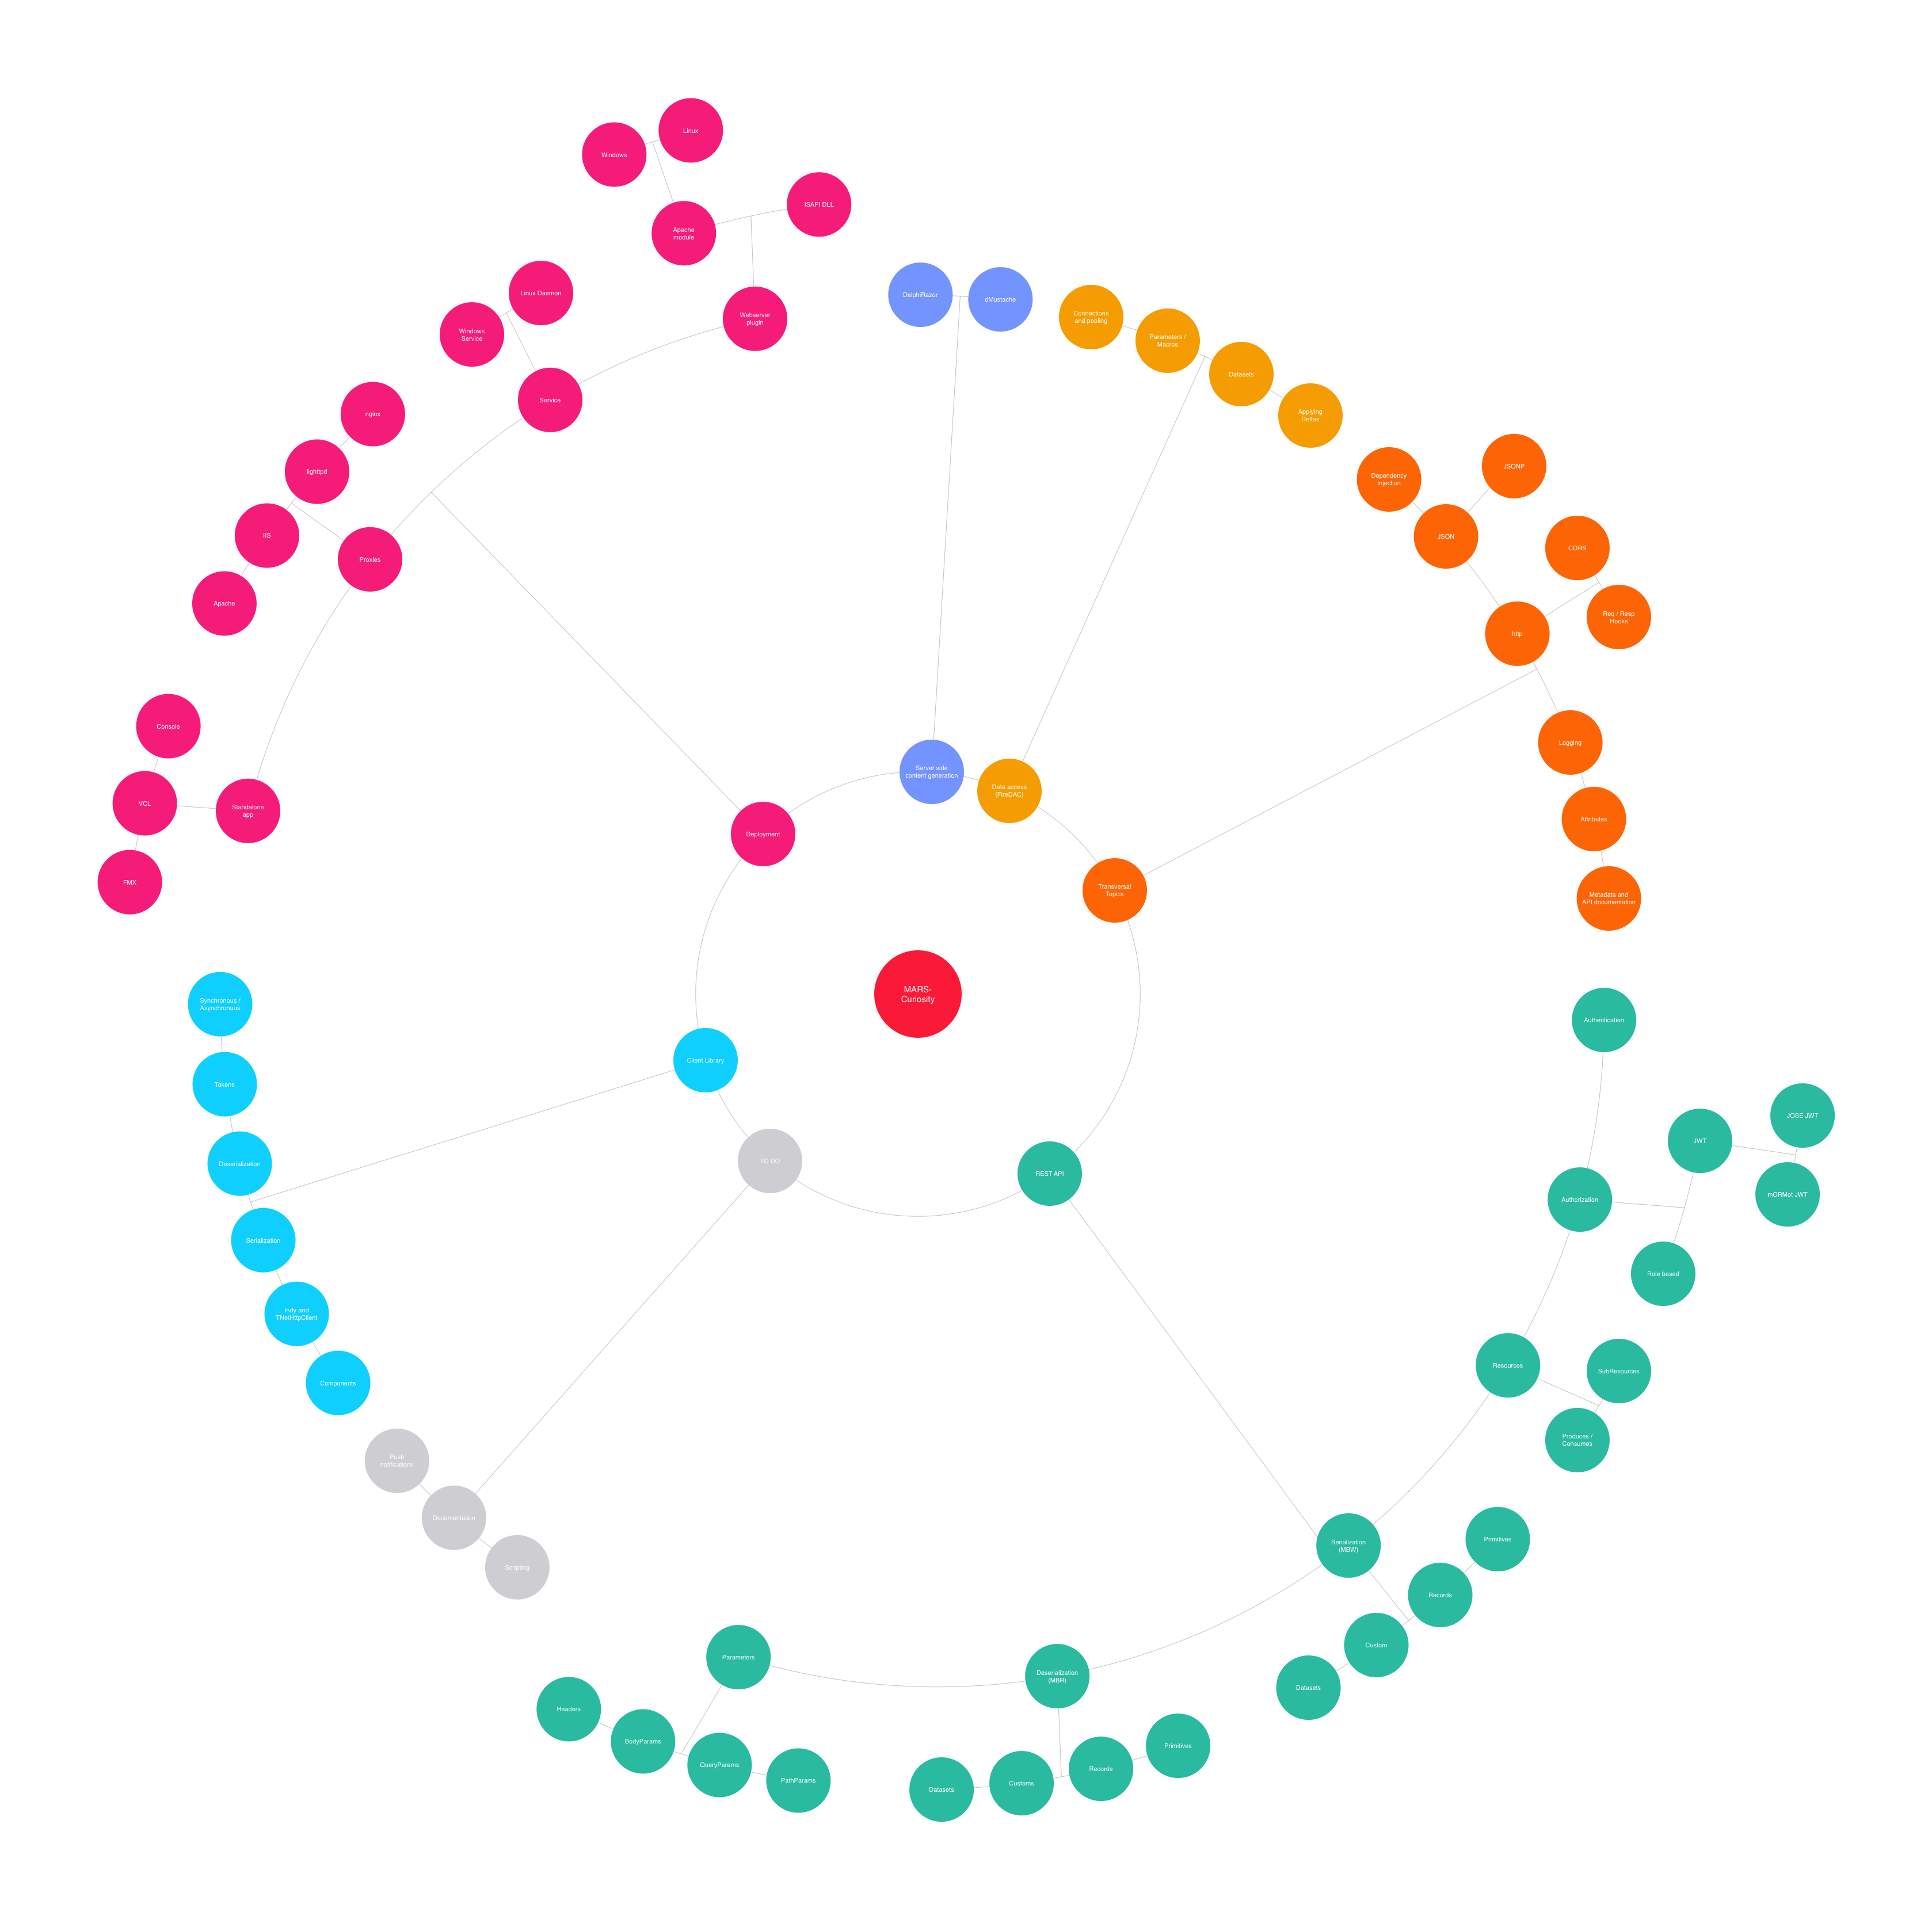 Linux
Windows
ISAPI DLL
Apache
module
Linux Daemon
Windows
Service
Webserver
plugin
Service
nginx
lighttpd
IIS
Apache
Proxies
Console
VCL
FMX
Standalone
app
Deployment
DelphiRazor
dMustache
Server side
content generation
Connections
and pooling
Parameters /
Macros
Datasets
Applying
Deltas
Data access
(FireDAC)
Dependency
Injection
JSON
JSONP
CORS
Req / Resp
Hooks
http
Logging
Attributes
Metadata and
API documentation
Transversal
Topics
MARS-
Curiosity
Client Library
Synchronous /
Asynchronous
Tokens
Deserialization
Serialization
Indy and
TNetHttpClient
Components
TO DO
Push
notifications
Documentation
Scripting
REST API
Authentication
Authorization
JWT
JOSE JWT
mORMot JWT
Role based
Resources
SubResources
Produces /
Consumes
Serialization
(MBW)
Primitives
Records
Custom
Datasets
Deserialization
(MBR)
Primitives
Records
Customs
Datasets
Parameters
Headers
BodyParams
QueryParams
PathParams